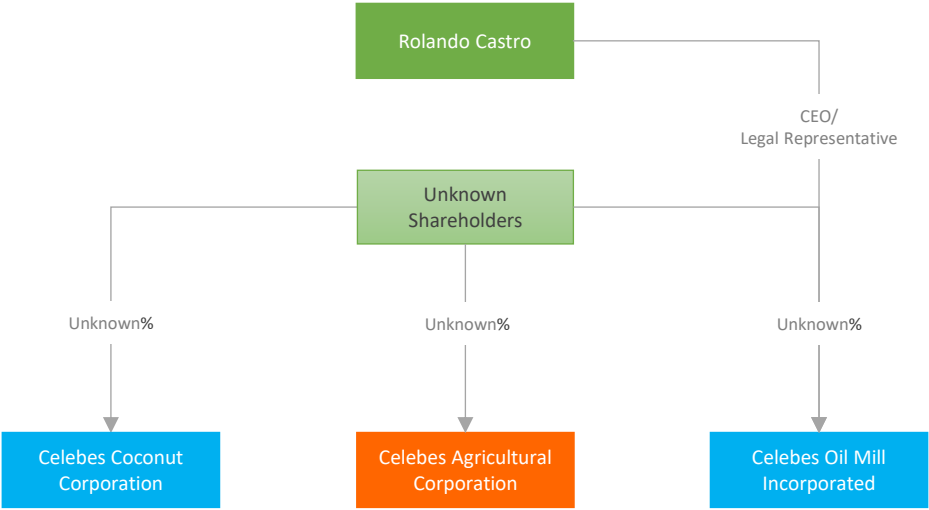 Rolando Castro
CEO/
Legal Representative
Unknown
Shareholders
Unknown%
Unknown%
Unknown%
Celebes Coconut
Corporation
Celebes Agricultural
Corporation
Celebes Oil Mill
Incorporated